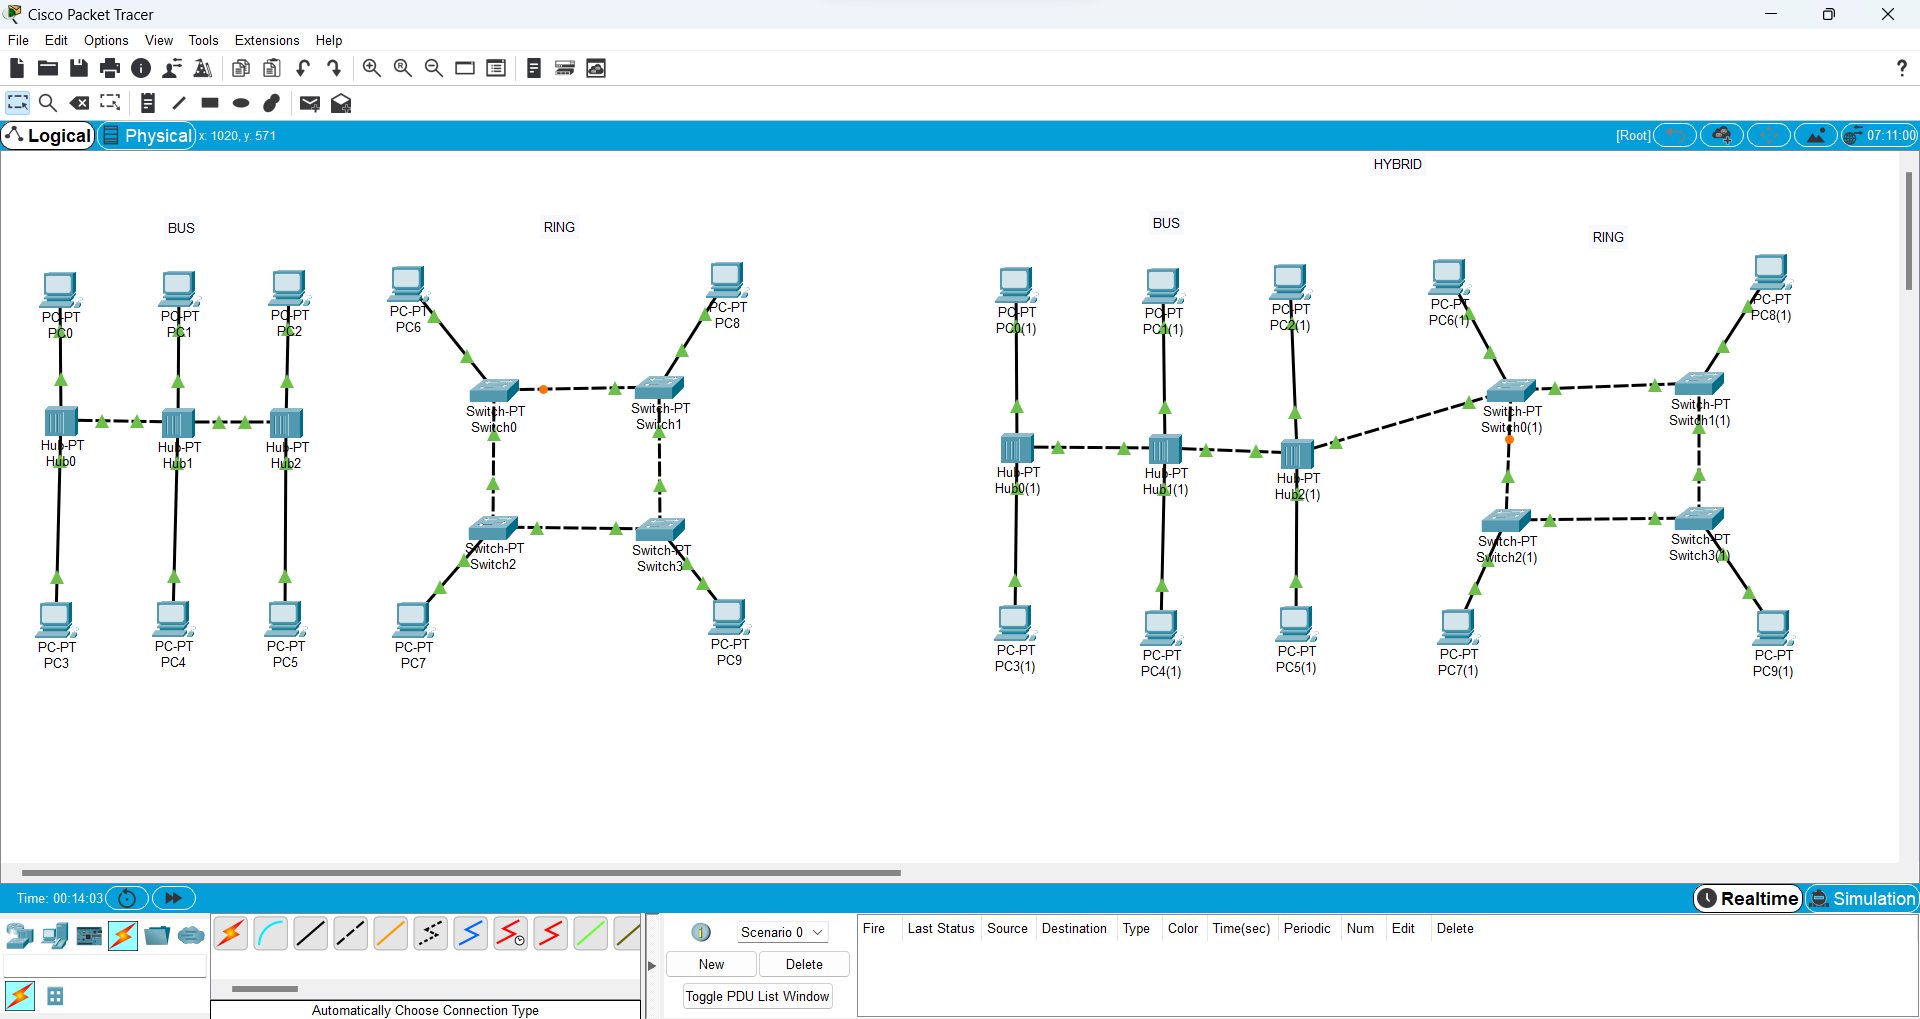 Cisco Packet Tracer
File Edit Options View Tools Extensions Help
?
Logical Physical x: 1020, y: 571 [Root] 07:11:00
HYBRID
BUS RING BUS RING
PC-PT
PC0
PC-PT
PC1
PC-PT
PC2
PC-PT
PC6
PC-PT
PC8
PC-PT
PC0(1)
PC-PT
PC1(1)
PC-PT
PC2(1)
PC-PT
PC6(1)
PC-PT
PC8(1)
Hub-PT
Hub0
Hub-PT
Hub1
Hub-PT
Hub2
Switch-PT
Switch0
Switch-PT
Switch1
Hub-PT
Hub0(1)
Hub-PT
Hub1(1)
Hub-PT
Hub2(1)
Switch-PT
Switch0(1)
Switch-PT
Switch1(1)
Switch-PT
Switch2
Switch-PT
Switch3
Switch-PT
Switch2(1)
Switch-PT
Switch3(1)
PC-PT
PC3
PC-PT
PC4
PC-PT
PC5
PC-PT
PC7
PC-PT
PC9
PC-PT
PC3(1)
PC-PT
PC4(1)
PC-PT
PC5(1)
PC-PT
PC7(1)
PC-PT
PC9(1)
Time: 00:14:03 Realtime Simulation
Scenario 0
New Delete
Toggle PDU List Window
Fire Last Status Source Destination Type Color Time(sec) Periodic Num Edit Delete
Automatically Choose Connection Type